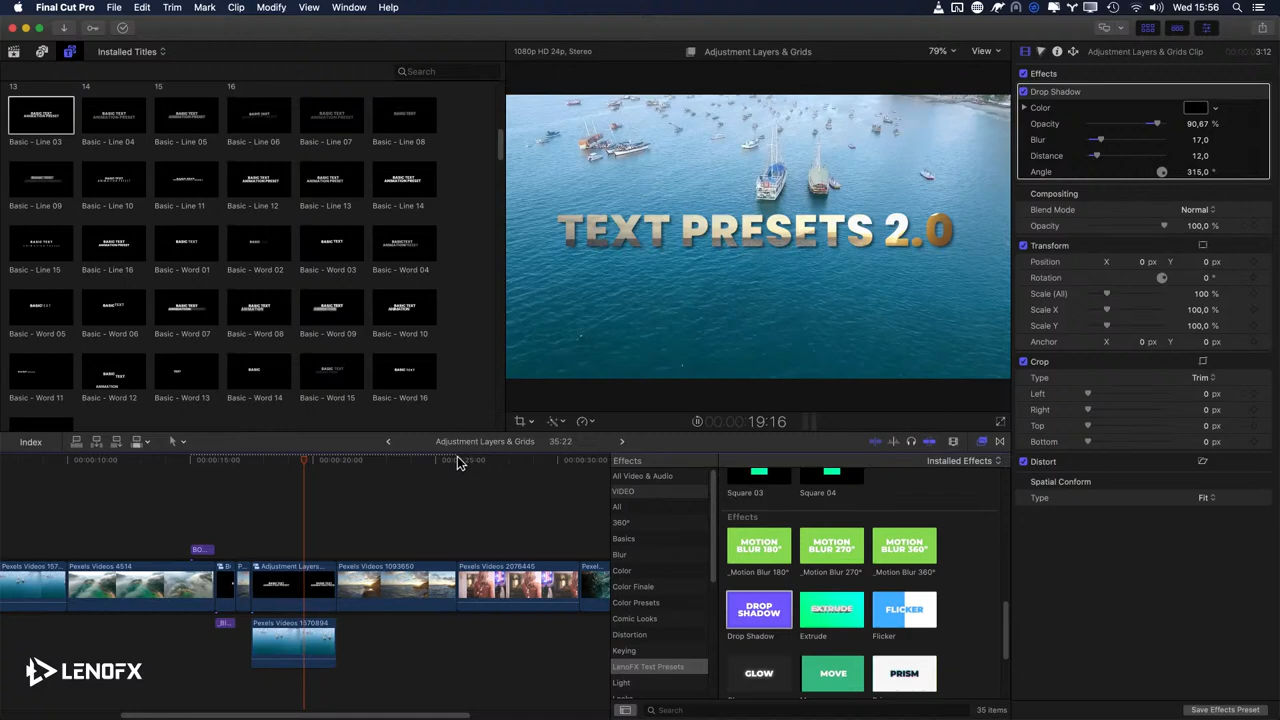 Final Cut Pro File Edit Trim Mark Clip Modify View Window Help
Wed 15:56
Installed Titles
Search
13 14 15 16
Basic - Line 03 Basic - Line 04 Basic - Line 05 Basic - Line 06 Basic - Line 07 Basic - Line 08
Basic - Line 09 Basic - Line 10 Basic - Line 11 Basic - Line 12 Basic - Line 13 Basic - Line 14
Basic - Line 15 Basic - Line 16 Basic - Word 01 Basic - Word 02 Basic - Word 03 Basic - Word 04
Basic - Word 05 Basic - Word 06 Basic - Word 07 Basic - Word 08 Basic - Word 09 Basic - Word 10
Basic - Word 11 Basic - Word 12 Basic - Word 13 Basic - Word 14 Basic - Word 15 Basic - Word 16
1080p HD 24p, Stereo
Adjustment Layers & Grids
79%
View
TEXT PRESETS 2.0
00:00:19:16
Adjustment Layers & Grids Clip 3:12
Effects
Drop Shadow
Color
Opacity 90,67 %
Blur 17,0
Distance 12,0
Angle 315,0 °
Compositing
Blend Mode Normal
Opacity 100,0 %
Transform
Position X 0 px Y 0 px
Rotation 0 °
Scale (All) 100 %
Scale X 100,0 %
Scale Y 100,0 %
Anchor X 0 px Y 0 px
Crop
Type Trim
Left 0 px
Right 0 px
Top 0 px
Bottom 0 px
Distort
Spatial Conform
Type Fit
Save Effects Preset
Index
Adjustment Layers & Grids 35:22
00:00:10:00 00:00:15:00 00:00:20:00 00:00:25:00 00:00:30:00
BO...
Pexels Videos 157... Pexels Videos 4514 P... Adjustment Layers... Pexels Videos 1093650 Pexels Videos 2076445 Pexel...
_BI... Pexels Videos 1570894
LENOFX
Effects
Installed Effects
All Video & Audio
VIDEO
All
360°
Basics
Blur
Color
Color Finale
Color Presets
Comic Looks
Distortion
Keying
LenoFX Text Presets
Light
Square 03 Square 04
Effects
MOTION BLUR 180° MOTION BLUR 270° MOTION BLUR 360°
_Motion Blur 180° _Motion Blur 270° _Motion Blur 360°
DROP SHADOW EXTRUDE FLICKER
Drop Shadow Extrude Flicker
GLOW MOVE PRISM
Search
35 items